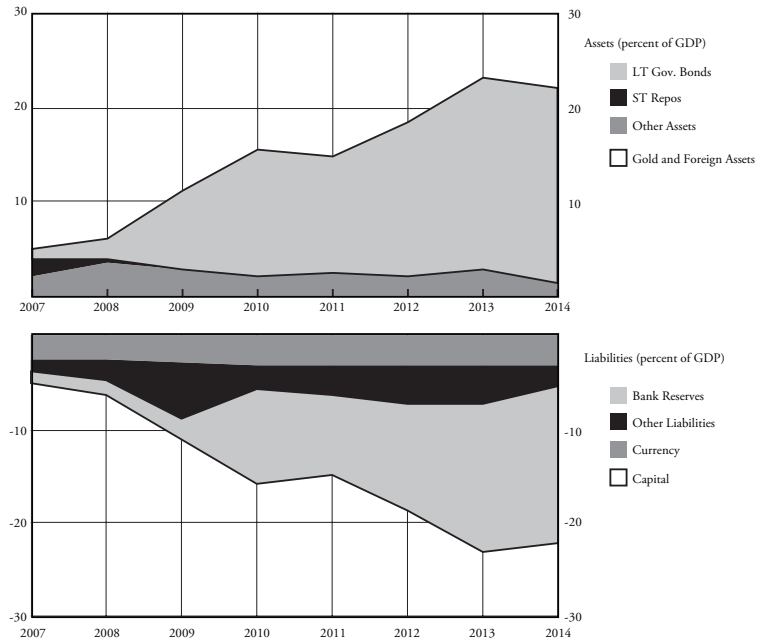 30
30
Assets (percent of GDP)
LT Gov. Bonds
ST Repos
20
20
Other Assets
Gold and Foreign Assets
10
10
2007 2008 2009 2010 2011 2012 2013 2014
Liabilities (percent of GDP)
Bank Reserves
Other Liabilities
-10
-10
Currency
Capital
-20
-20
-30
-30
2007 2008 2009 2010 2011 2012 2013 2014